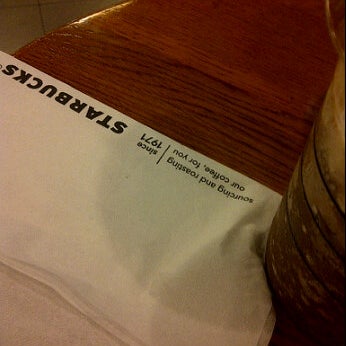 STARBUCKS®
since
1971
sourcing and roasting
our coffee, for you